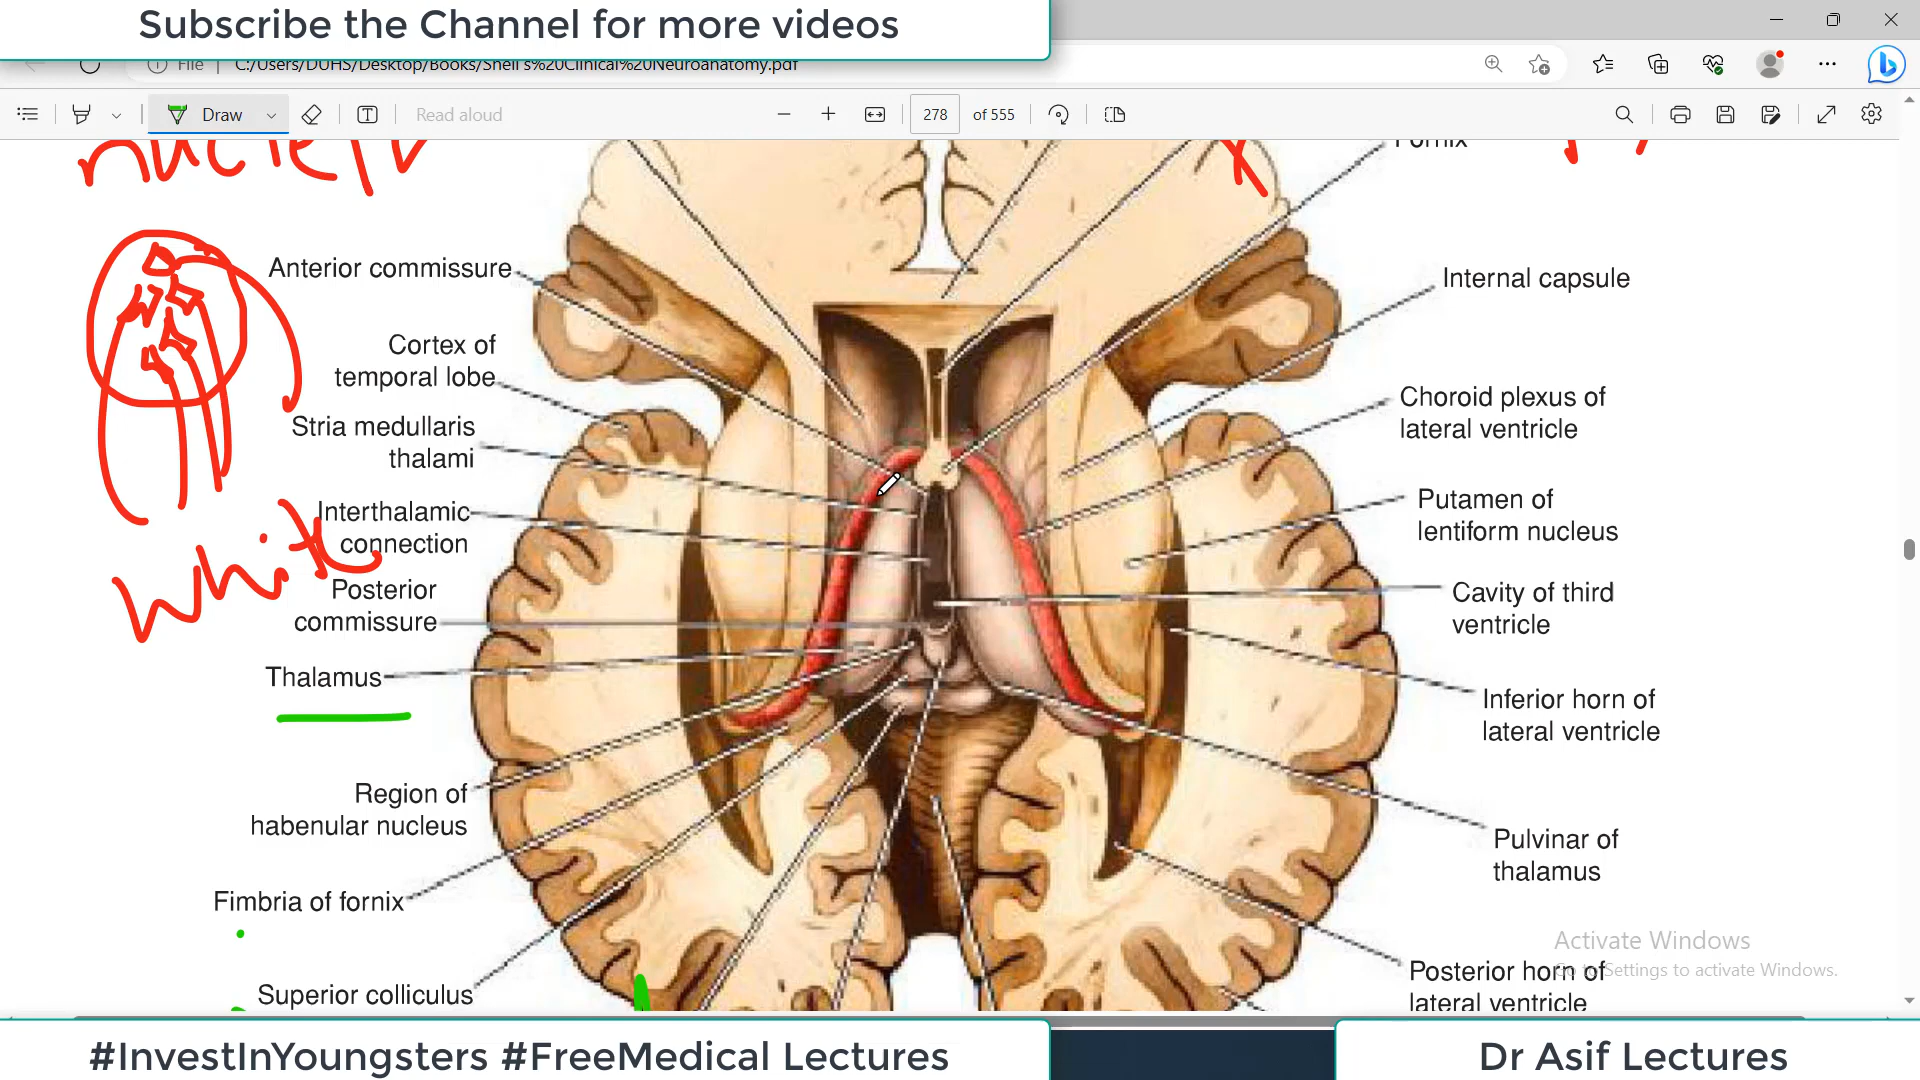 Subscribe the Channel for more videos
File
C:/Users/DUHS/Desktop/Books/Snell's%20Clinical%20Neuroanatomy.pdf
Draw
Read aloud
278
of 555
Fornix
Anterior commissure
Cortex of
temporal lobe
Stria medullaris
thalami
Interthalamic
connection
Posterior
commissure
Thalamus
Region of
habenular nucleus
Fimbria of fornix
Superior colliculus
white
Internal capsule
Choroid plexus of
lateral ventricle
Putamen of
lentiform nucleus
Cavity of third
ventricle
Inferior horn of
lateral ventricle
Pulvinar of
thalamus
Posterior horn of
lateral ventricle
Activate Windows
Go to Settings to activate Windows.
#InvestInYoungsters #FreeMedical Lectures
Dr Asif Lectures